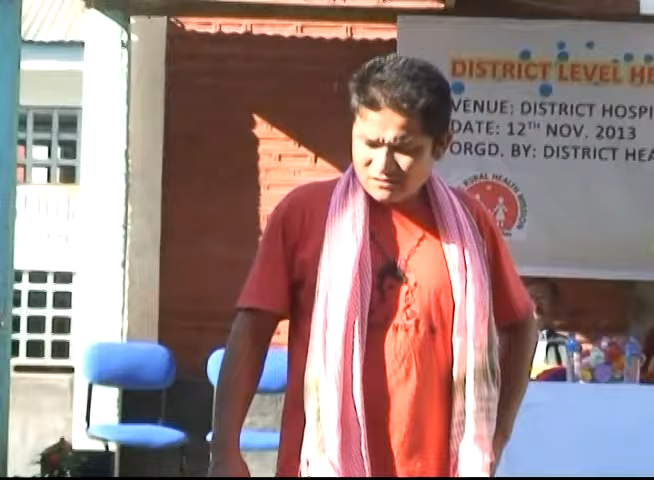 DISTRICT LEVEL HE
VENUE: DISTRICT HOSPI
DATE: 12TH NOV. 2013
ORGD. BY: DISTRICT HEA
RURAL HEALTH MISSION